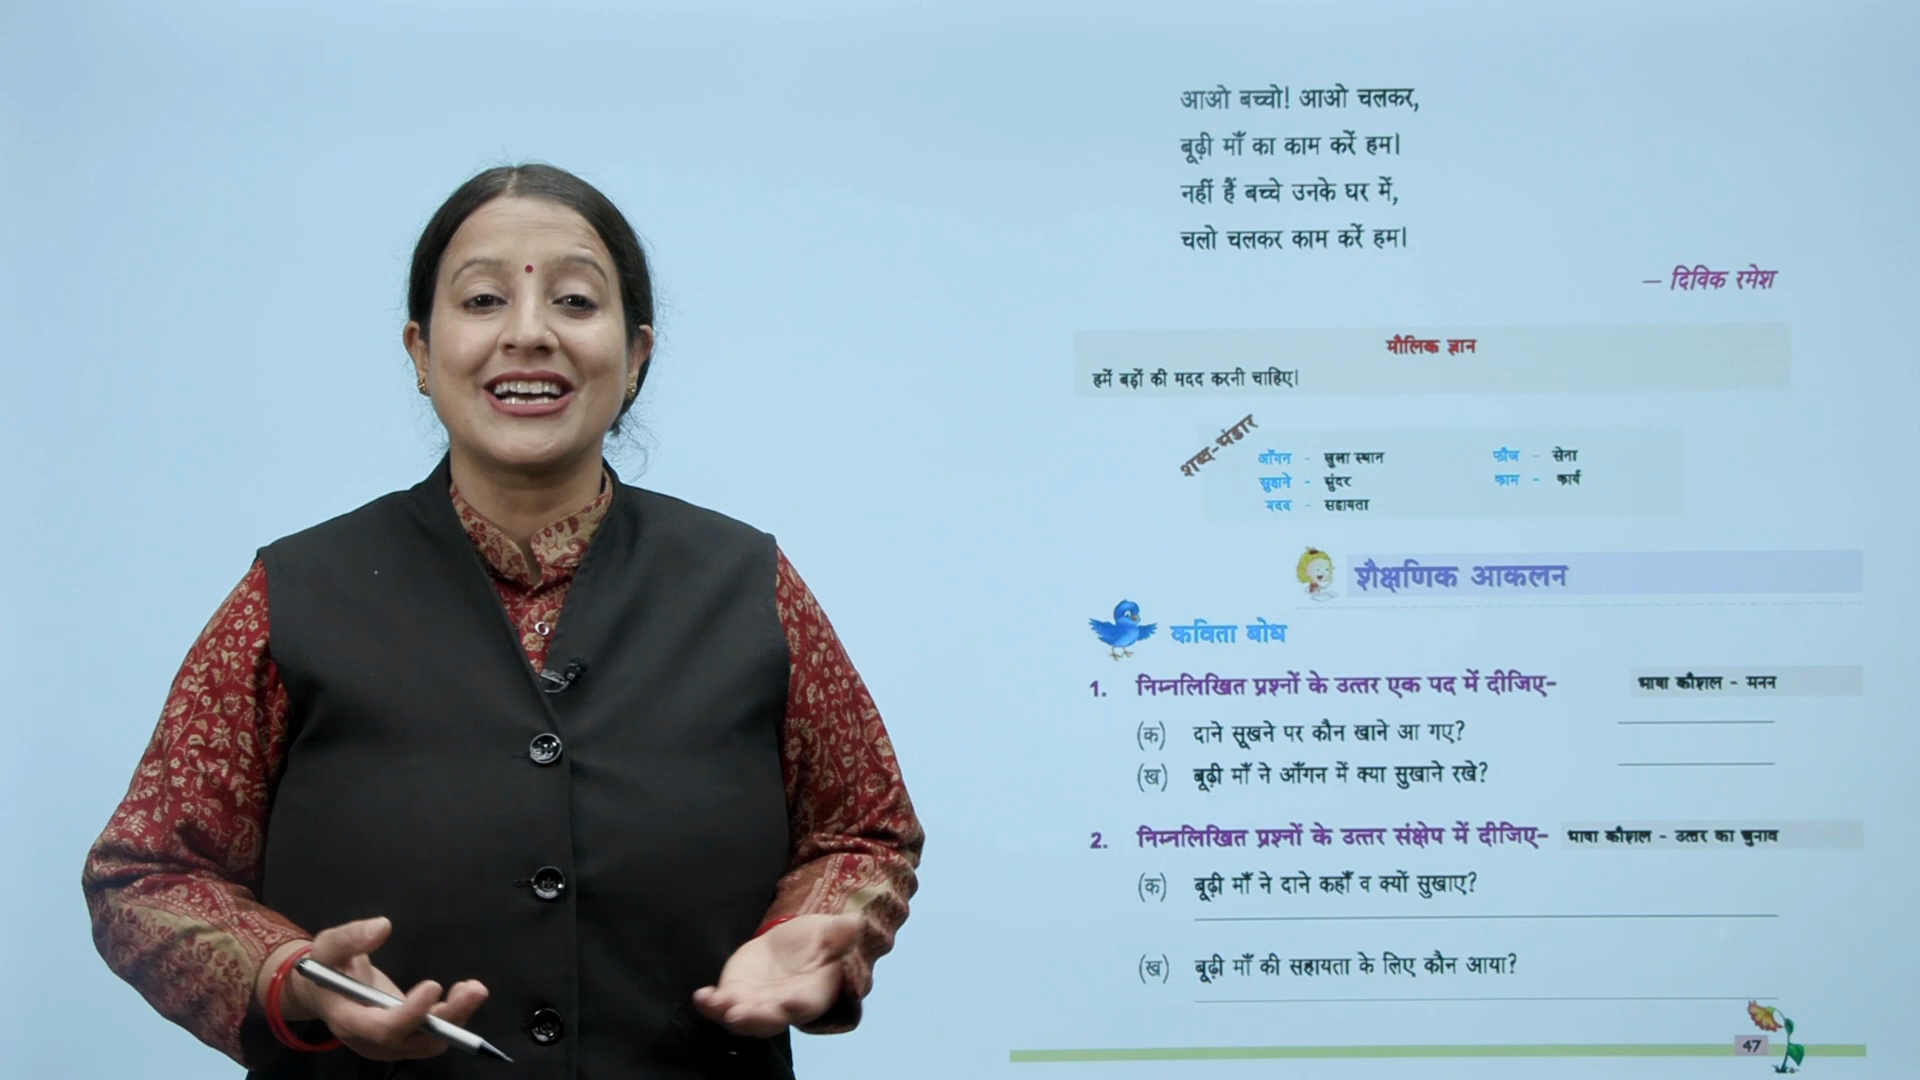 आओ बच्चो! आओ चलकर,
बूढ़ी माँ का काम करें हम।
नहीं हैं बच्चे उनके घर में,
चलो चलकर काम करें हम।
– दिविक रमेश
मौलिक ज्ञान
हमें बड़ों की मदद करनी चाहिए।
शब्द-भंडार
आँगन - खुला स्थान
फौज - सेना
सुहाने - सुंदर
काम - कार्य
मदद - सहायता
शैक्षणिक आकलन
कविता बोध
1. निम्नलिखित प्रश्नों के उत्तर एक पद में दीजिए– भाषा कौशल - मनन
(क) दाने सूखने पर कौन खाने आ गए?
(ख) बूढ़ी माँ ने आँगन में क्या सुखाने रखे?
2. निम्नलिखित प्रश्नों के उत्तर संक्षेप में दीजिए– भाषा कौशल - उत्तर का चुनाव
(क) बूढ़ी माँ ने दाने कहाँ व क्यों सुखाए?
(ख) बूढ़ी माँ की सहायता के लिए कौन आया?
47